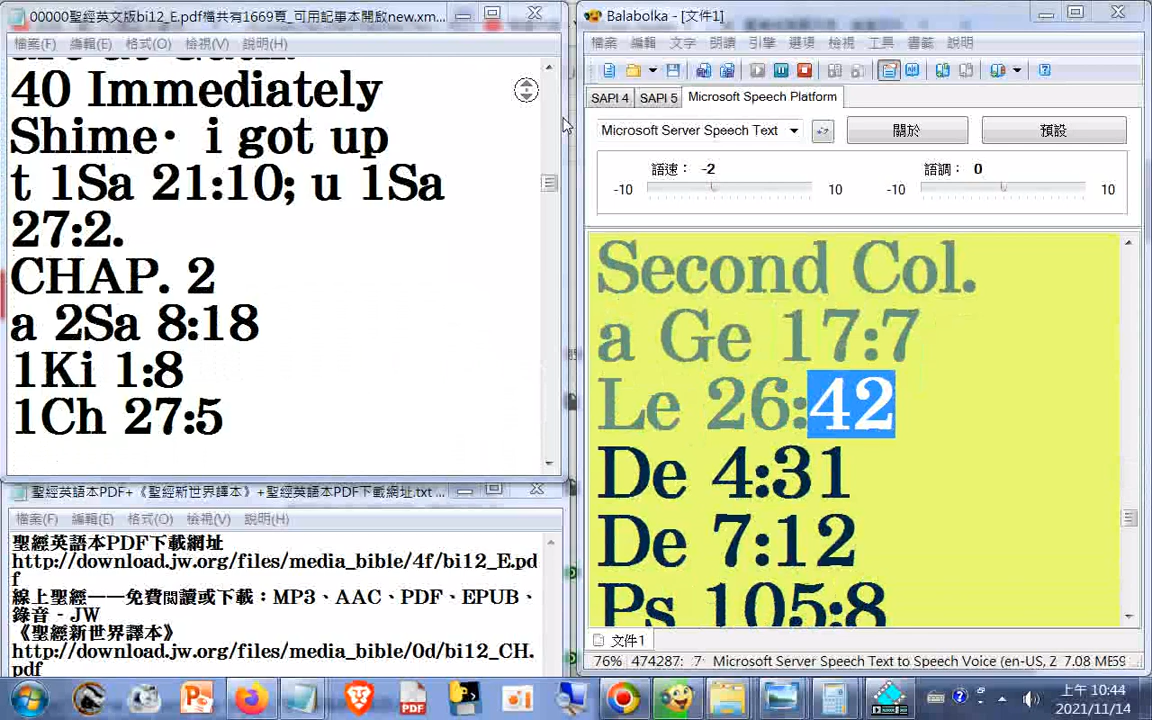 00000聖經英文版bi12_E.pdf檔共有1669頁_可用記事本開啟new.xm...
檔案(F) 編輯(E) 格式(O) 檢視(V) 說明(H)
40 Immediately
Shime· i got up
t 1Sa 21:10; u 1Sa
27:2.
CHAP. 2
a 2Sa 8:18
1Ki 1:8
1Ch 27:5
聖經英語本PDF+《聖經新世界譯本》+聖經英語本PDF下載網址.txt ...
檔案(F) 編輯(E) 格式(O) 檢視(V) 說明(H)
聖經英語本PDF下載網址
http://download.jw.org/files/media_bible/4f/bi12_E.pd
f
線上聖經——免費閱讀或下載：MP3、AAC、PDF、EPUB、
錄音 - JW
《聖經新世界譯本》
http://download.jw.org/files/media_bible/0d/bi12_CH.
pdf
Balabolka - [文件1]
檔案 編輯 文字 朗讀 引擎 選項 檢視 工具 書籤 說明
SAPI 4 SAPI 5 Microsoft Speech Platform
Microsoft Server Speech Text 關於 預設
語速： -2 語調： 0
-10 10 -10 10
Second Col.
a Ge 17:7
Le 26:42
De 4:31
De 7:12
Ps 105:8
文件1
76% 474287: 7 Microsoft Server Speech Text to Speech Voice (en-US, Z 7.08 ME59
上午 10:44
2021/11/14